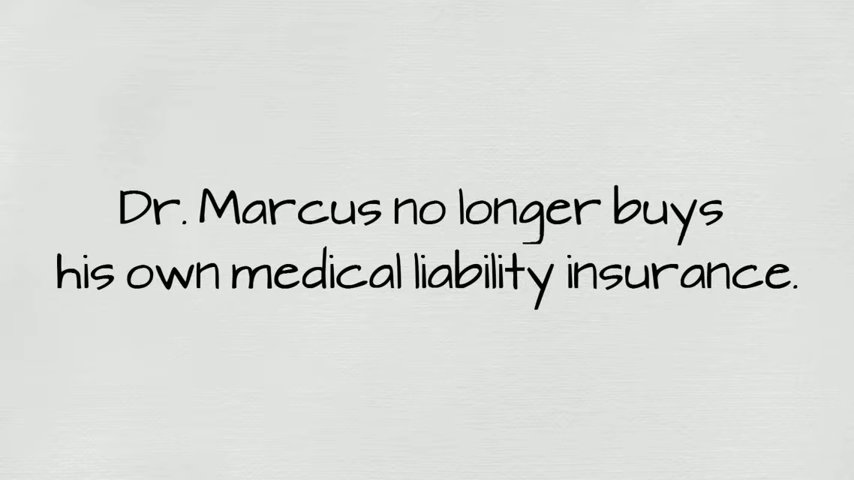 Dr. Marcus no longer buys
his own medical liability insurance.